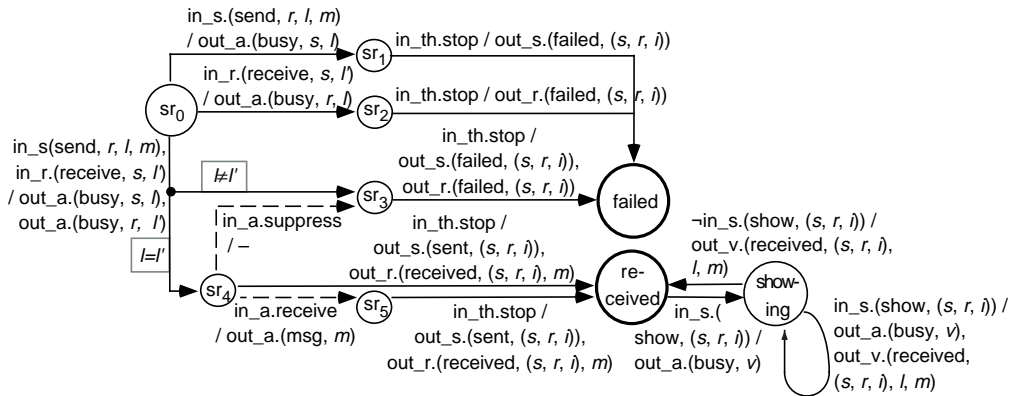 in_s.(send, r, l, m)
/ out_a.(busy, s, l)
in_r.(receive, s, l')
/ out_a.(busy, r, l)
sr0
sr1
in_th.stop / out_s.(failed, (s, r, i))
sr2
in_th.stop / out_r.(failed, (s, r, i))
in_s(send, r, l, m),
in_r.(receive, s, l')
/ out_a.(busy, s, l),
out_a.(busy, r, l')
l≠l'
l=l'
sr3
in_th.stop /
out_s.(failed, (s, r, i)),
out_r.(failed, (s, r, i))
failed
in_a.suppress
/ –
sr4
in_th.stop /
out_s.(sent, (s, r, i)),
out_r.(received, (s, r, i), m)
in_a.receive
/ out_a.(msg, m)
sr5
in_th.stop /
out_s.(sent, (s, r, i)),
out_r.(received, (s, r, i), m)
re-
ceived
¬in_s.(show, (s, r, i)) /
out_v.(received, (s, r, i),
l, m)
show-
ing
in_s.(
show, (s, r, i)) /
out_a.(busy, v)
in_s.(show, (s, r, i)) /
out_a.(busy, v),
out_v.(received,
(s, r, i), l, m)